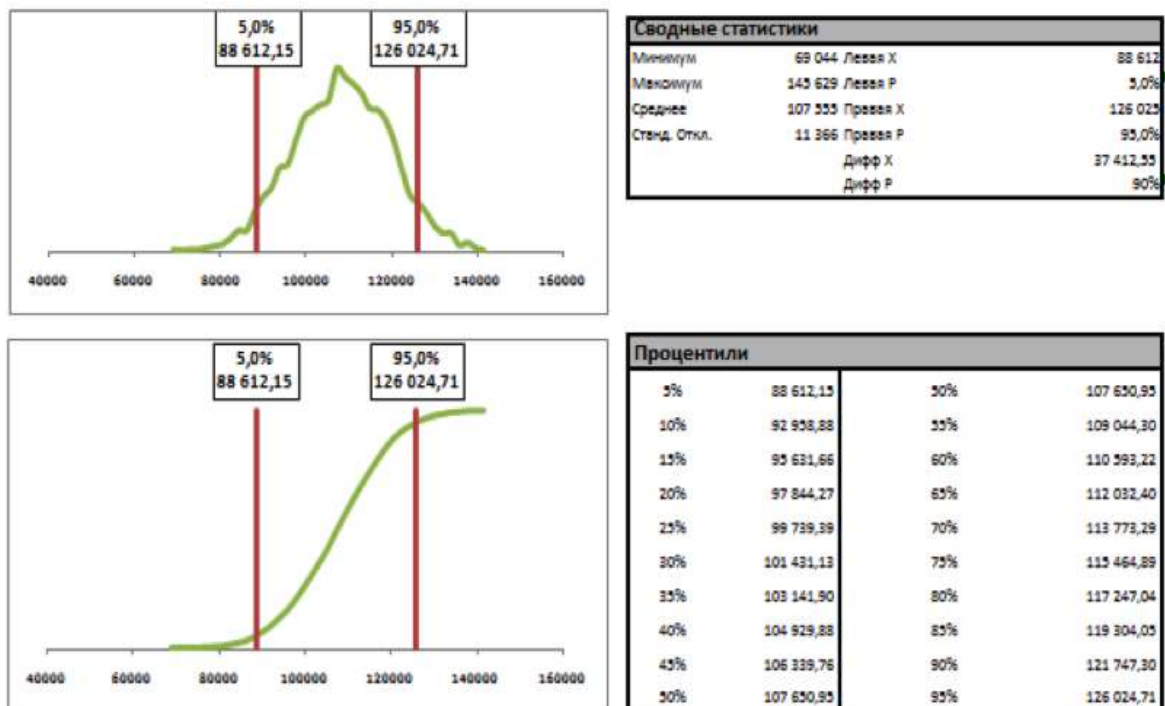 5,0% 95,0%
88 612,15 126 024,71
40000 60000 80000 100000 120000 140000 160000
Сводные статистики
Минимум 69 044 Левая X 88 612
Максимум 143 629 Левая P 5,0%
Среднее 107 353 Правая X 126 025
Станд. Откл. 11 366 Правая P 95,0%
Дифф X 37 412,55
Дифф P 90%
5,0% 95,0%
88 612,15 126 024,71
40000 60000 80000 100000 120000 140000 160000
Процентили
5% 88 612,15 50% 107 650,95
10% 92 958,88 55% 109 044,30
15% 95 631,66 60% 110 593,22
20% 97 844,27 65% 112 032,40
25% 99 739,39 70% 113 773,29
30% 101 431,13 75% 115 464,89
35% 103 141,90 80% 117 247,04
40% 104 929,88 85% 119 304,05
45% 106 339,76 90% 121 747,30
50% 107 650,95 95% 126 024,71